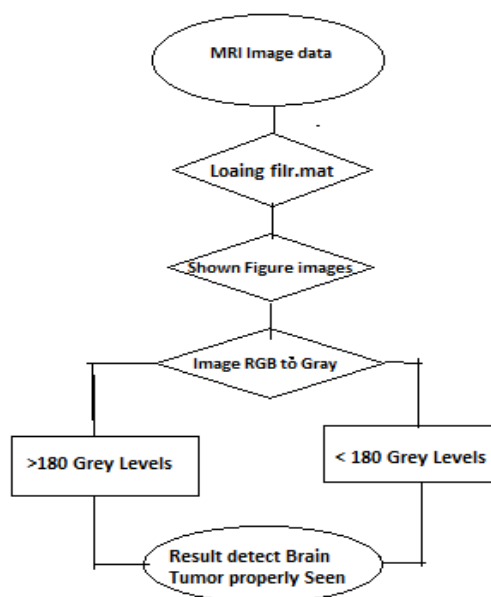 MRI Image data
Loaing filr.mat
Shown Figure images
Image RGB to Gray
>180 Grey Levels
< 180 Grey Levels
Result detect Brain
Tumor properly Seen